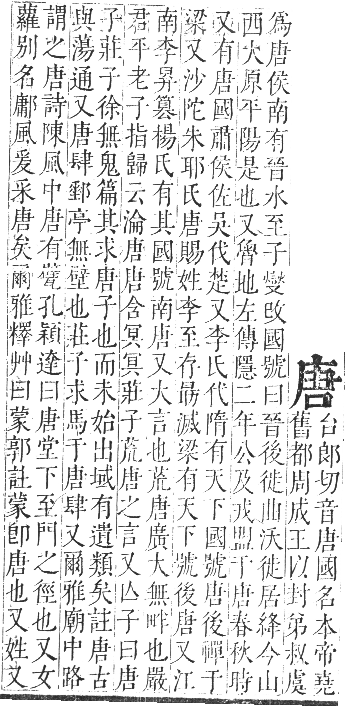 唐
台郎切音唐國名本帝堯
舊都周成王以封弟叔虞
為唐侯南有晉水至子燮攺國號曰晉後徙曲沃徙居絳今山
西大原平陽是也又魯地左傳隱二年公及戎盟于唐春秋時
又有唐國肅侯佐吳伐楚又李氏代隋有天下國號唐後禪于
梁又沙陀朱耶氏唐賜姓李至存勗滅梁有天下號後唐又江
南李昪簒楊氏有其國號南唐又大言也荒唐廣大無畔也嚴
君平老子指歸云淪唐唐含冥冥莊子荒唐之言又亾子曰唐
子莊子徐無鬼篇其求唐子也而未始出域有遺類矣註唐古
與蕩通又唐肆郵亭無壁也莊子求馬于唐肆又爾雅廟中路
謂之唐詩陳風中唐有甓孔穎達曰唐堂下至門之徑也又女
蘿别名鄘風爰采唐矣爾雅釋艸曰蒙郭註蒙卽唐也又姓又